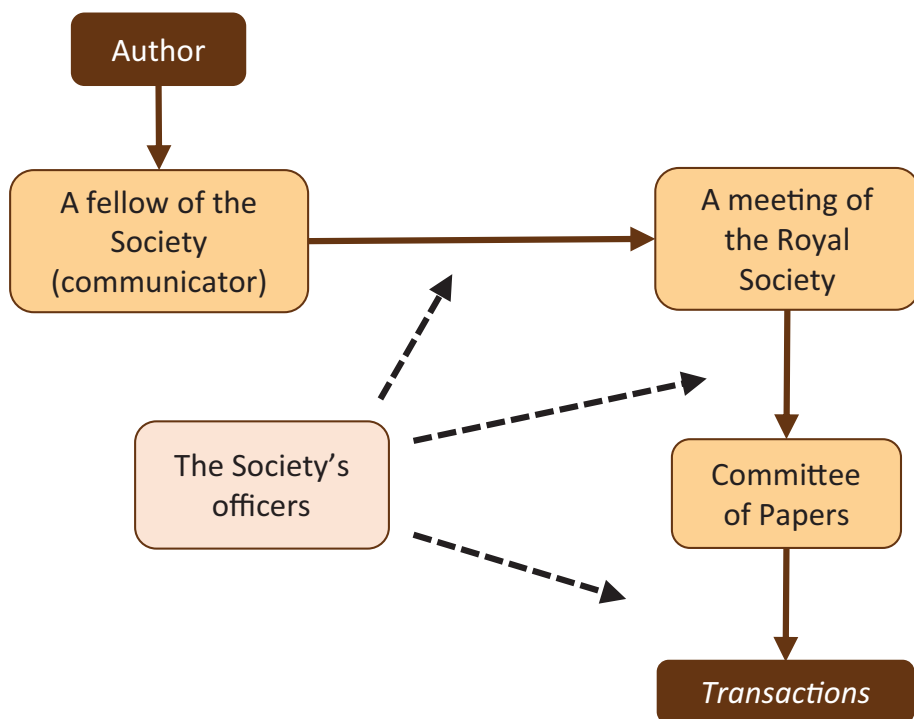 Author
A fellow of the
Society
(communicator)
A meeting of
the Royal
Society
The Society’s
officers
Committee
of Papers
Transactions